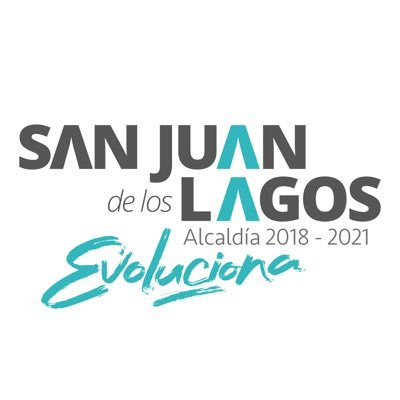 SAN JUAN
de los LAGOS
Alcaldía 2018 - 2021
Evoluciona